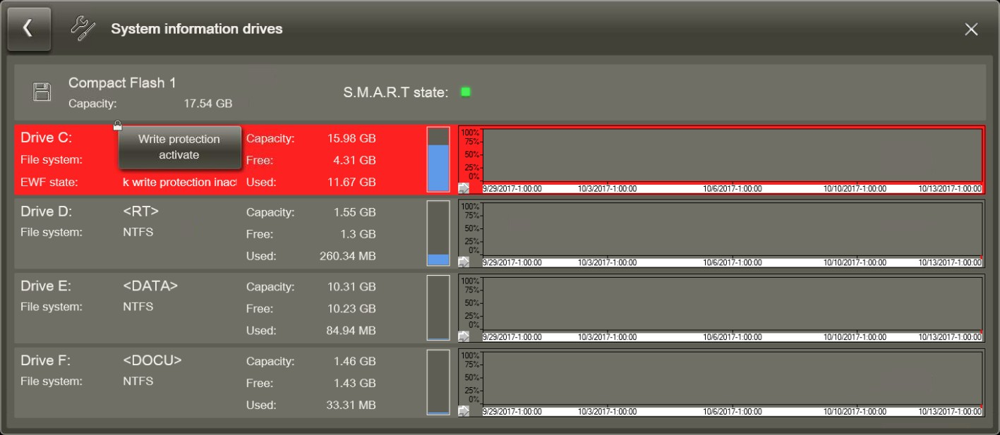 System information drives
Compact Flash 1
Capacity: 17.54 GB
S.M.A.R.T state:
Drive C:
File system:
EWF state: k write protection inact
Write protection
activate
Capacity: 15.98 GB
Free: 4.31 GB
Used: 11.67 GB
100%
75%
50%
25%
0%
9/29/2017-1:00:00 10/3/2017-1:00:00 10/6/2017-1:00:00 10/10/2017-1:00:00 10/13/2017-1:00:00
Drive D: <RT>
File system: NTFS
Capacity: 1.55 GB
Free: 1.3 GB
Used: 260.34 MB
100%
75%
50%
25%
0%
9/29/2017-1:00:00 10/3/2017-1:00:00 10/6/2017-1:00:00 10/10/2017-1:00:00 10/13/2017-1:00:00
Drive E: <DATA>
File system: NTFS
Capacity: 10.31 GB
Free: 10.23 GB
Used: 84.94 MB
100%
75%
50%
25%
0%
9/29/2017-1:00:00 10/3/2017-1:00:00 10/6/2017-1:00:00 10/10/2017-1:00:00 10/13/2017-1:00:00
Drive F: <DOCU>
File system: NTFS
Capacity: 1.46 GB
Free: 1.43 GB
Used: 33.31 MB
100%
75%
50%
25%
0%
9/29/2017-1:00:00 10/3/2017-1:00:00 10/6/2017-1:00:00 10/10/2017-1:00:00 10/13/2017-1:00:00